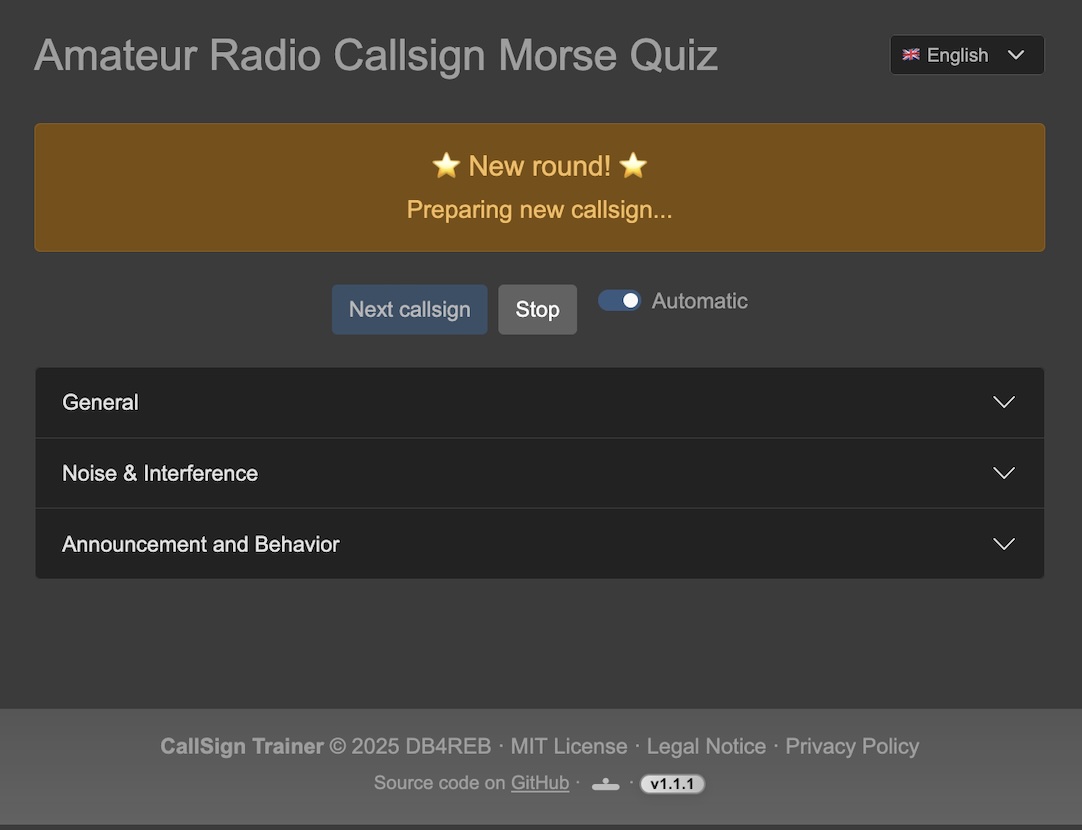 Amateur Radio Callsign Morse Quiz
🇬🇧 English
⭐ New round! ⭐
Preparing new callsign...
Next callsign
Stop
Automatic
General
Noise & Interference
Announcement and Behavior
CallSign Trainer © 2025 DB4REB · MIT License · Legal Notice · Privacy Policy
Source code on GitHub · · v1.1.1